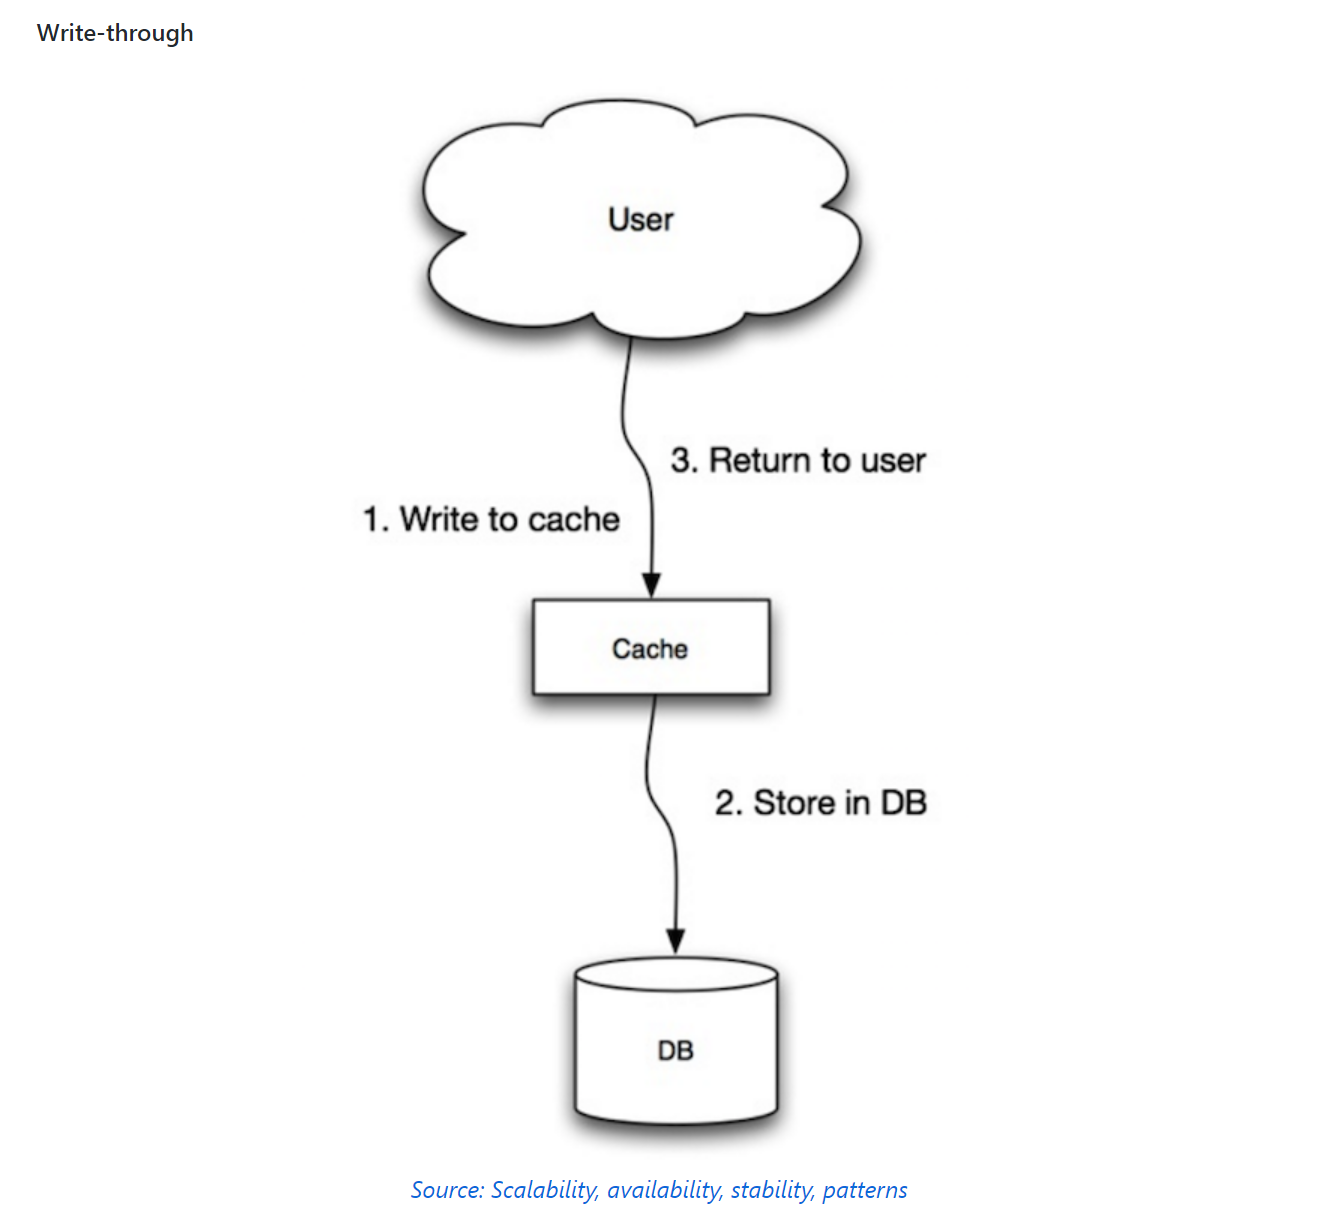 Write-through
User
3. Return to user
1. Write to cache
Cache
2. Store in DB
DB
Source: Scalability, availability, stability, patterns